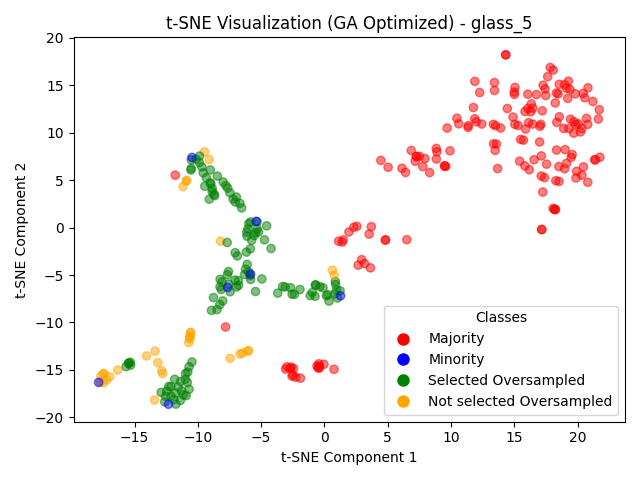 t-SNE Visualization (GA Optimized) - glass_5
20
15
10
5
0
−5
−10
−15
−20
t-SNE Component 2
Classes
Majority
Minority
Selected Oversampled
Not selected Oversampled
−15
−10
−5
0
5
10
15
20
t-SNE Component 1